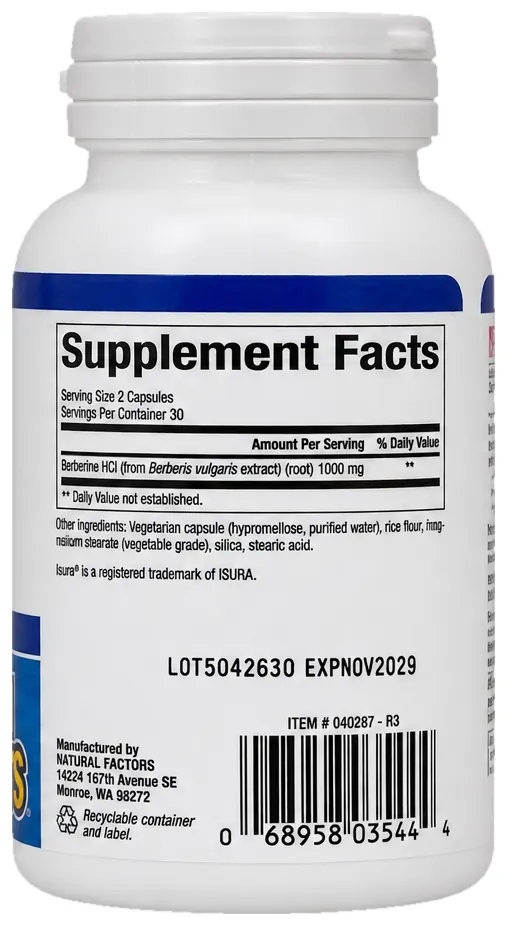 Supplement Facts
Serving Size 2 Capsules
Servings Per Container 30
Amount Per Serving % Daily Value
Berberine HCl (from Berberis vulgaris extract) (root) 1000 mg **
** Daily Value not established.
Other ingredients: Vegetarian capsule (hypromellose, purified water), rice flour,
stearate (vegetable grade), silica, stearic acid.
Isura® is a registered trademark of ISURA.
LOT5042630 EXPNOV2029
ITEM # 040287 - R3
Manufactured by
NATURAL FACTORS
14224 167th Avenue SE
Monroe, WA 98272
Recyclable container
and label.
0 68958 03544 4